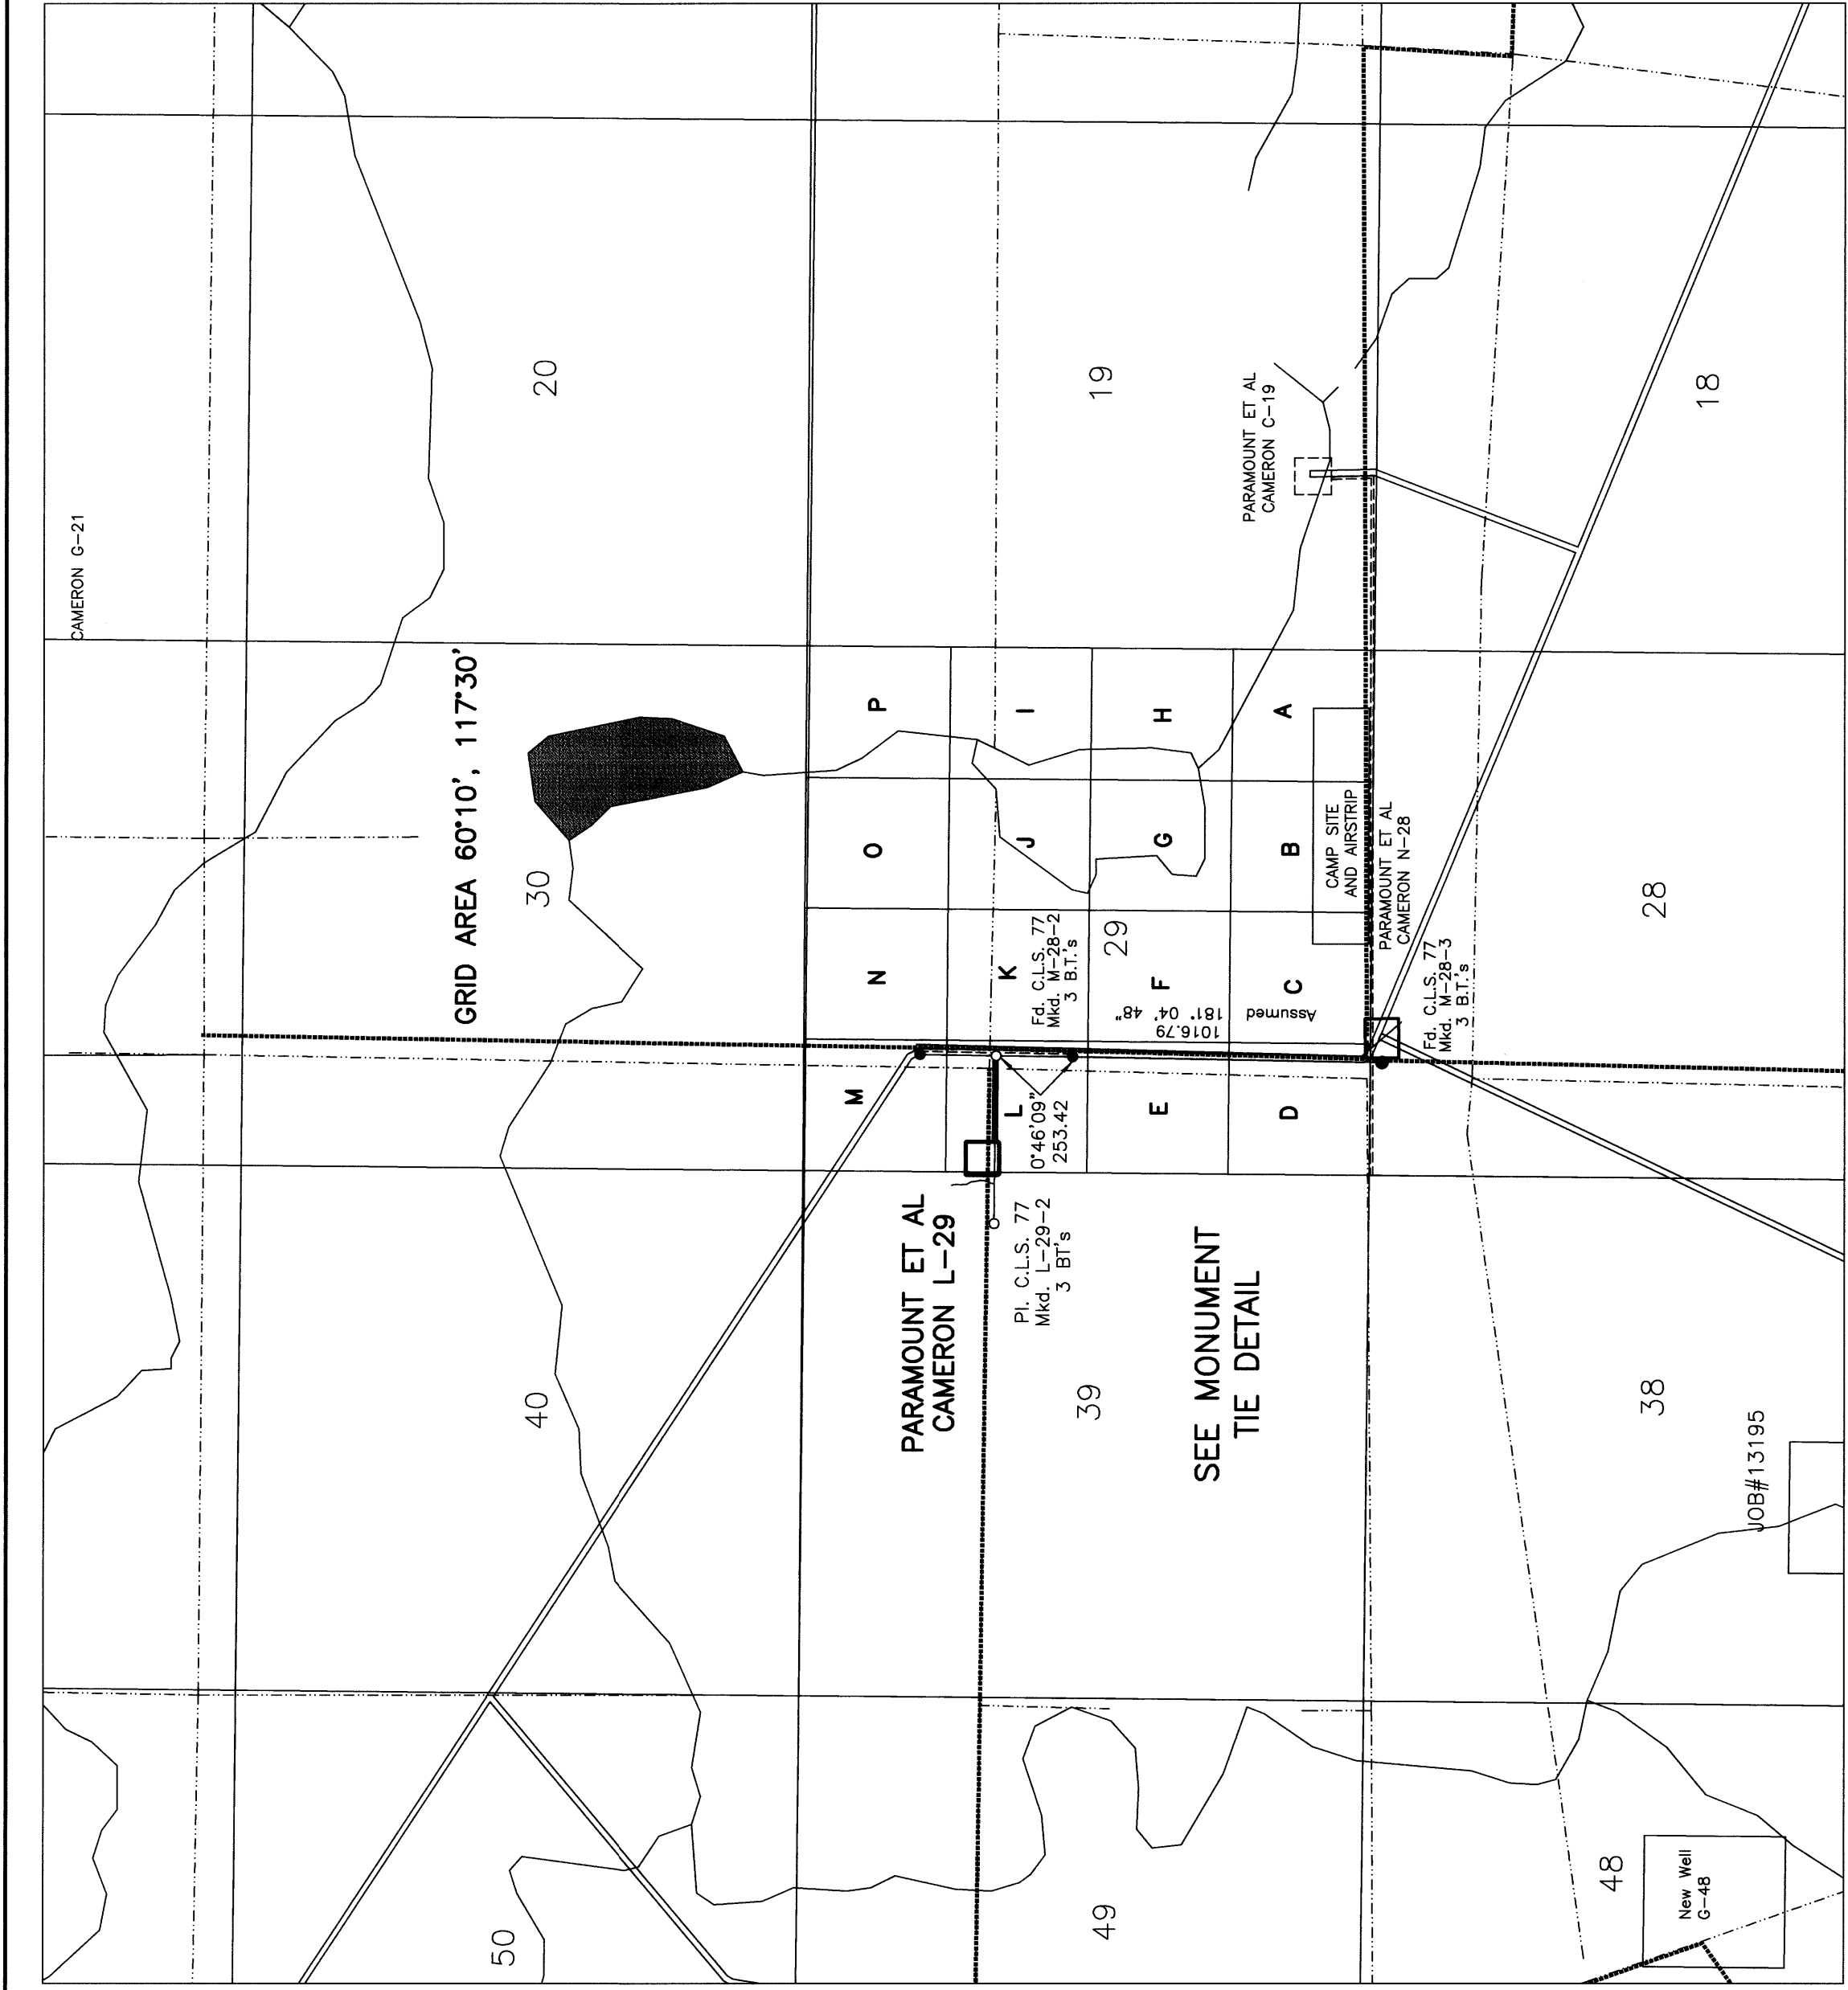 CAMERON G-21
GRID AREA 60°10', 117°30'
50
40
30
20
PARAMOUNT ET AL
CAMERON L-29
M
N
O
P
L
K
J
I
Pl. C.L.S. 77
Mkd. L-29-2
3 BT's
0°46'09"
253.42
Fd. C.L.S. 77
Mkd. M-28-2
3 B.T.'s
49
39
29
19
E
F
G
H
1016.79
181° 04' 48"
Assumed
SEE MONUMENT
TIE DETAIL
D
C
B
A
PARAMOUNT ET AL
CAMERON C-19
CAMP SITE
AND AIRSTRIP
PARAMOUNT ET AL
CAMERON N-28
Fd. C.L.S. 77
Mkd. M-28-3
3 B.T.'s
48
38
28
18
New Well
G-48
JOB#13195